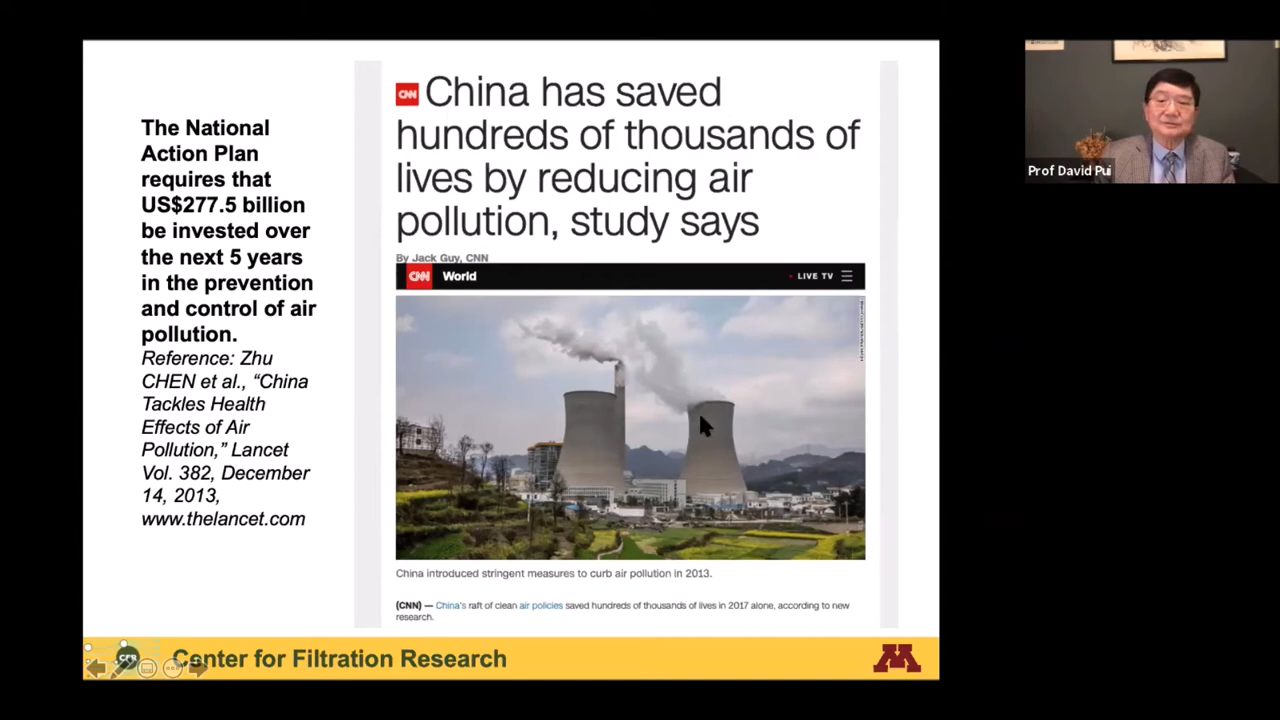 The National
Action Plan
requires that
US$277.5 billion
be invested over
the next 5 years
in the prevention
and control of air
pollution.
Reference: Zhu
CHEN et al., “China
Tackles Health
Effects of Air
Pollution,” Lancet
Vol. 382, December
14, 2013,
www.thelancet.com
CNN China has saved
hundreds of thousands of
lives by reducing air
pollution, study says
By Jack Guy, CNN
CNN World LIVE TV
China introduced stringent measures to curb air pollution in 2013.
(CNN) — China's raft of clean air policies saved hundreds of thousands of lives in 2017 alone, according to new
research.
CFR Center for Filtration Research
M
Prof David Pui